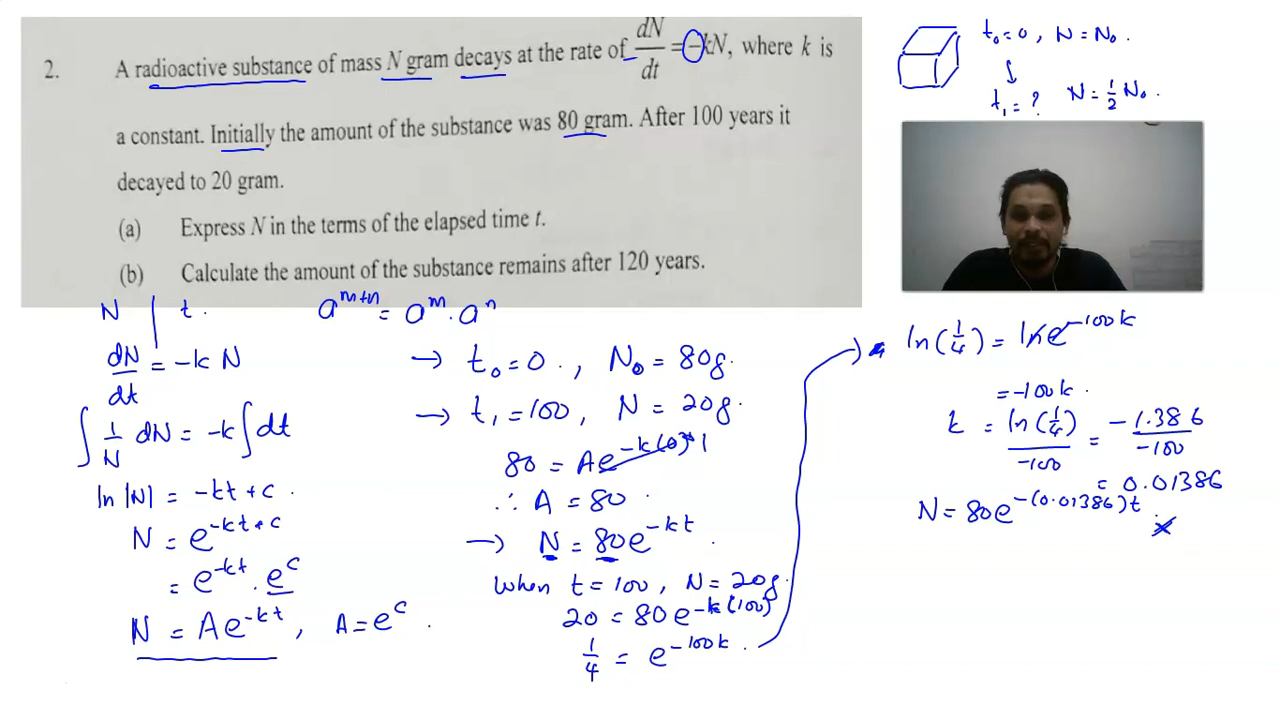 2. A radioactive substance of mass N gram decays at the rate of dN/dt = -kN, where k is
a constant. Initially the amount of the substance was 80 gram. After 100 years it
decayed to 20 gram.
(a) Express N in the terms of the elapsed time t.
(b) Calculate the amount of the substance remains after 120 years.
t₀ = 0, N = N₀.
↓
t₁ = ? N = 1/2 N₀.
N | t.
dN/dt = -k N
∫ 1/N dN = -k ∫ dt
ln |N| = -kt + c.
N = e^(-kt + c)
= e^(-kt) . e^c
N = Ae^(-kt), A = e^c.
a^(m+n) = a^m . a^n
→ t₀ = 0., N₀ = 80g.
→ t₁ = 100, N = 20g.
80 = Ae^(-k(0)) 1
∴ A = 80.
→ N = 80e^(-kt).
When t = 100, N = 20g.
20 = 80e^(-k(100))
1/4 = e^(-100k).
ln(1/4) = ln e^(-100k)
= -100k.
k = ln(1/4)/-100 = -1.386/-100
= 0.01386
N = 80e^(-(0.01386)t).